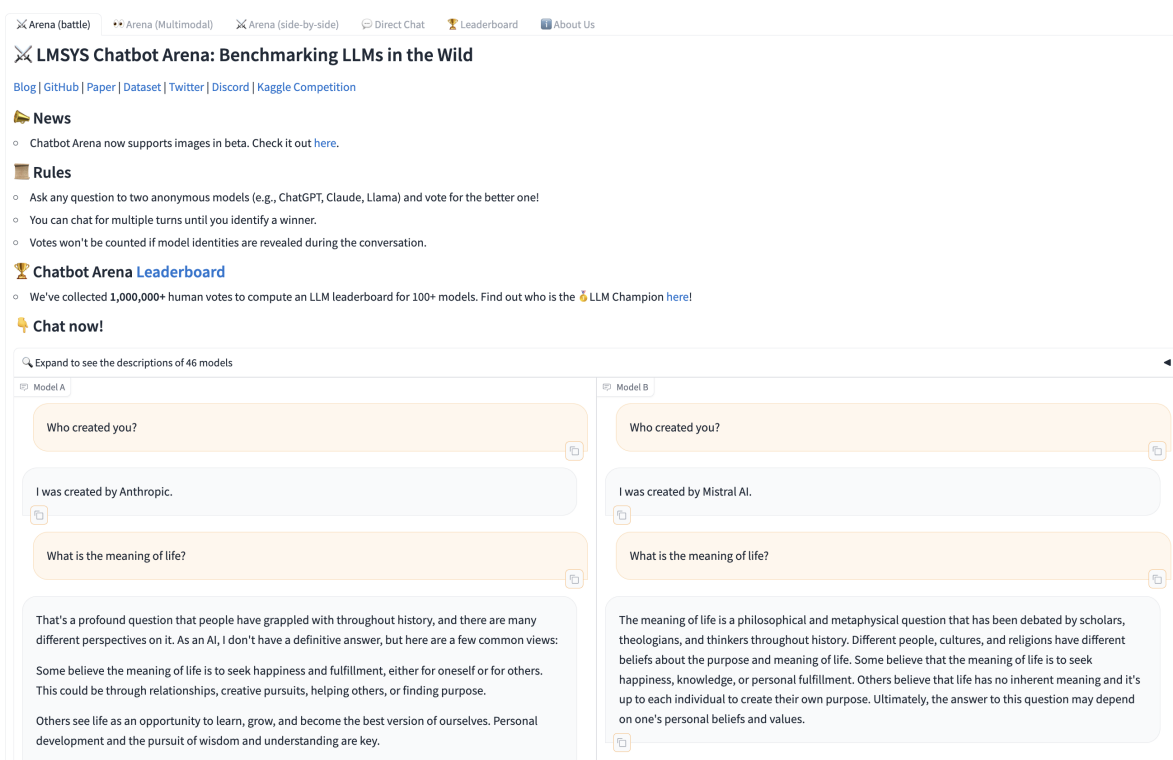 Arena (battle)
Arena (Multimodal)
Arena (side-by-side)
Direct Chat
Leaderboard
About Us
LMSYS Chatbot Arena: Benchmarking LLMs in the Wild
Blog | GitHub | Paper | Dataset | Twitter | Discord | Kaggle Competition
News
Chatbot Arena now supports images in beta. Check it out here.
Rules
Ask any question to two anonymous models (e.g., ChatGPT, Claude, Llama) and vote for the better one!
You can chat for multiple turns until you identify a winner.
Votes won't be counted if model identities are revealed during the conversation.
Chatbot Arena Leaderboard
We've collected 1,000,000+ human votes to compute an LLM leaderboard for 100+ models. Find out who is the 🥇LLM Champion here!
Chat now!
Expand to see the descriptions of 46 models
Model A
Who created you?
I was created by Anthropic.
What is the meaning of life?
That's a profound question that people have grappled with throughout history, and there are many
different perspectives on it. As an AI, I don't have a definitive answer, but here are a few common views:
Some believe the meaning of life is to seek happiness and fulfillment, either for oneself or for others.
This could be through relationships, creative pursuits, helping others, or finding purpose.
Others see life as an opportunity to learn, grow, and become the best version of ourselves. Personal
development and the pursuit of wisdom and understanding are key.
Model B
Who created you?
I was created by Mistral AI.
What is the meaning of life?
The meaning of life is a philosophical and metaphysical question that has been debated by scholars,
theologians, and thinkers throughout history. Different people, cultures, and religions have different
beliefs about the purpose and meaning of life. Some believe that the meaning of life is to seek
happiness, knowledge, or personal fulfillment. Others believe that life has no inherent meaning and it's
up to each individual to create their own purpose. Ultimately, the answer to this question may depend
on one's personal beliefs and values.